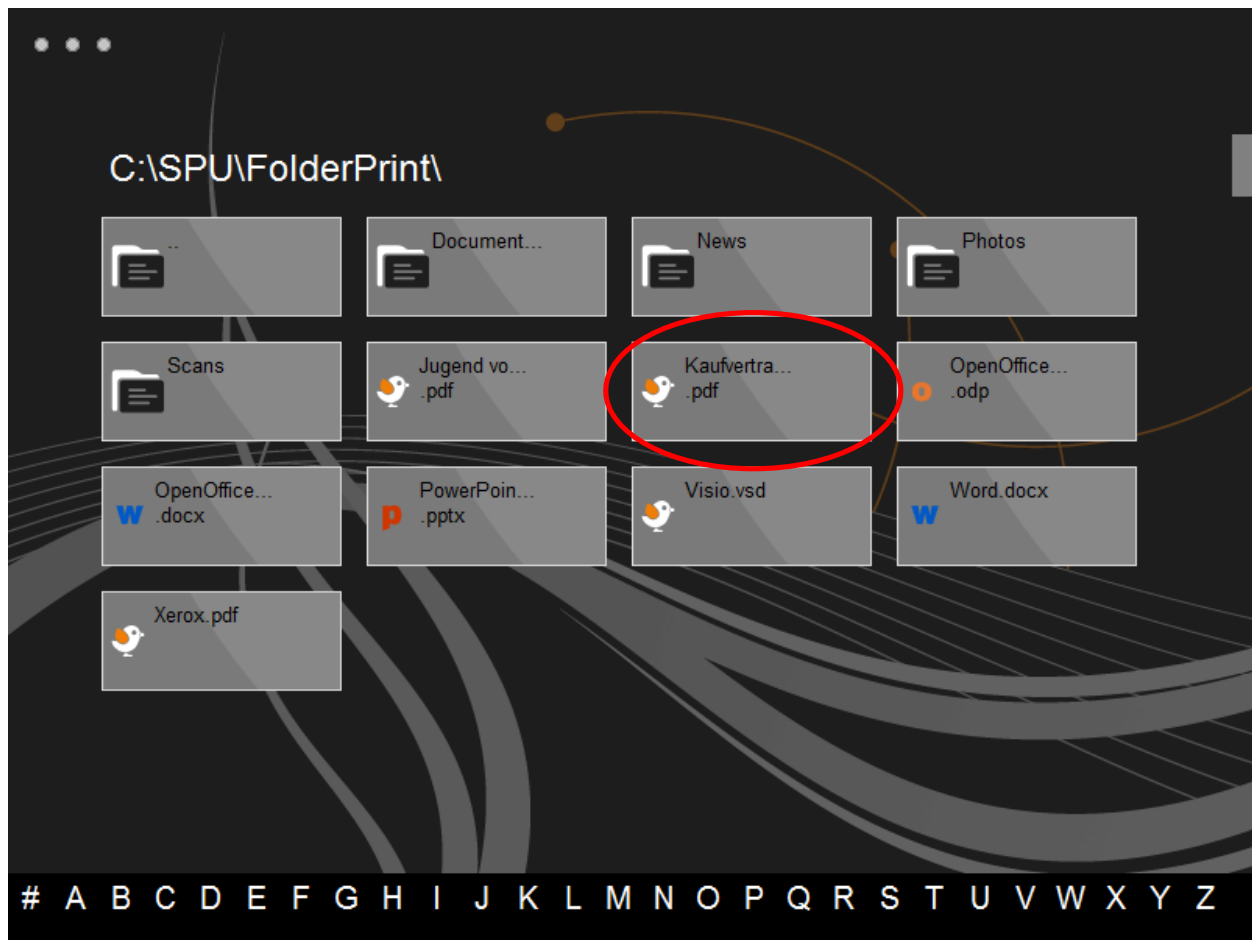 C:\SPU\FolderPrint\
..
Document...
News
Photos
Scans
Jugend vo...
.pdf
Kaufvertra...
.pdf
OpenOffice...
.odp
w
OpenOffice...
.docx
p
PowerPoin...
.pptx
Visio.vsd
w
Word.docx
Xerox.pdf
# A B C D E F G H I J K L M N O P Q R S T U V W X Y Z